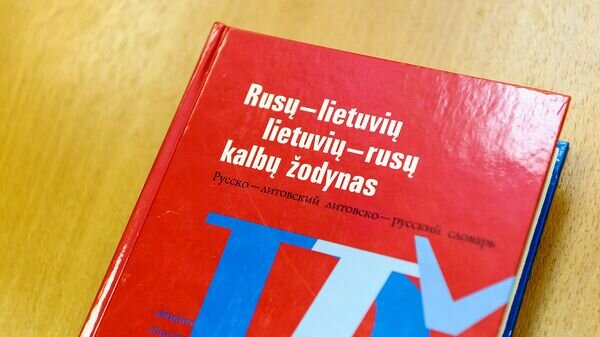 Rusų–lietuvių
lietuvių–rusų
kalbų žodynas
Русско–литовский литовско–русский словарь